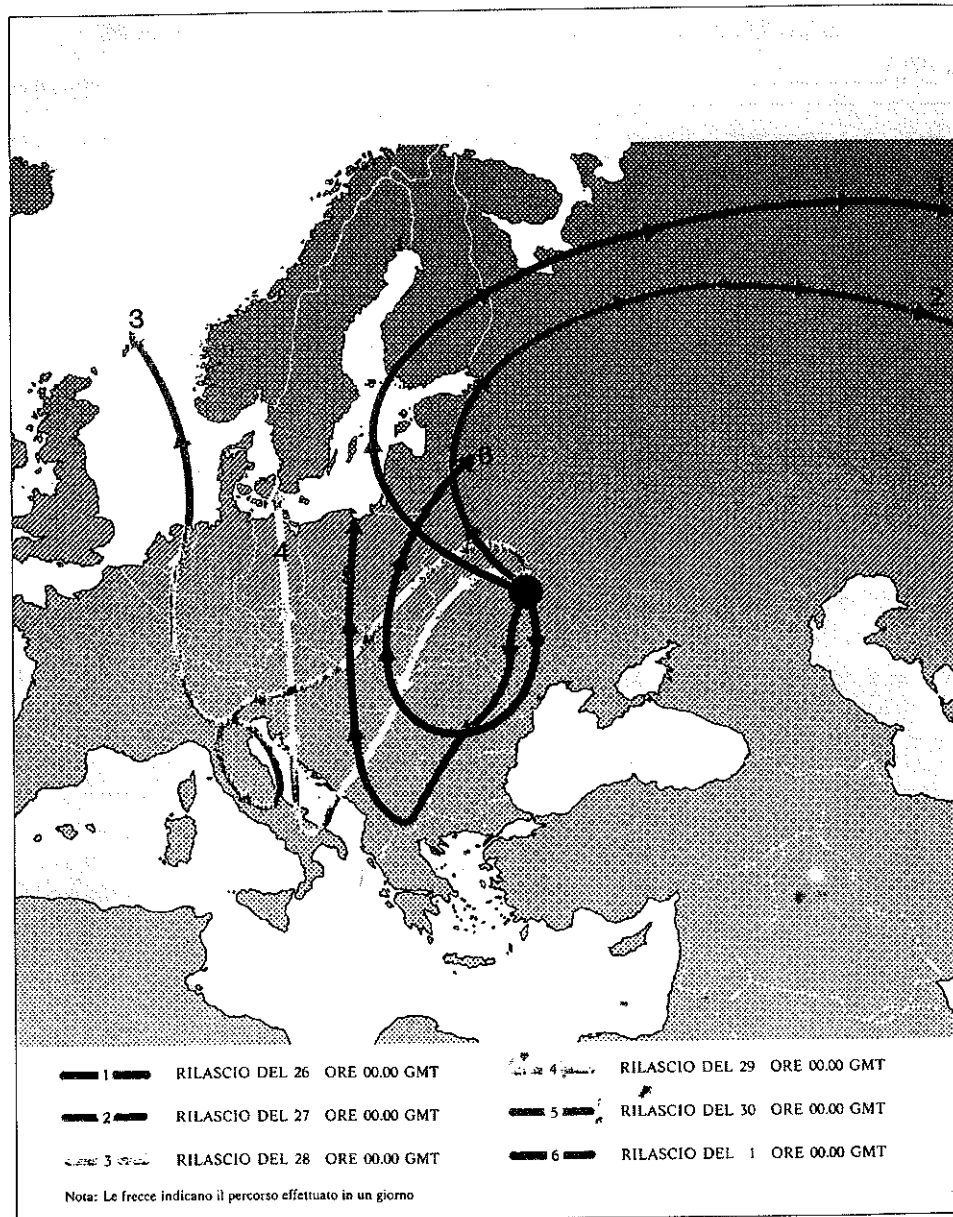 1
2
3
4
1 RILASCIO DEL 26 ORE 00.00 GMT
2 RILASCIO DEL 27 ORE 00.00 GMT
3 RILASCIO DEL 28 ORE 00.00 GMT
4 RILASCIO DEL 29 ORE 00.00 GMT
5 RILASCIO DEL 30 ORE 00.00 GMT
6 RILASCIO DEL 1 ORE 00.00 GMT
Nota: Le frecce indicano il percorso effettuato in un giorno